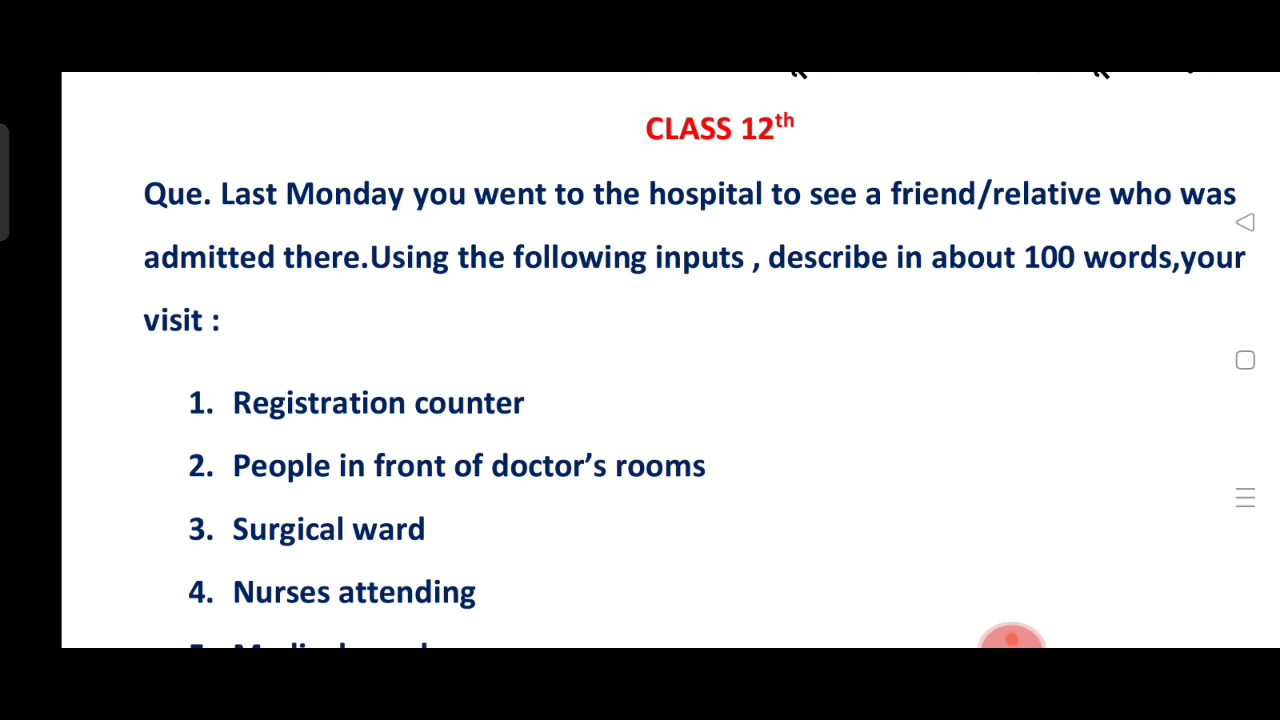 CLASS 12th
Que. Last Monday you went to the hospital to see a friend/relative who was
admitted there.Using the following inputs , describe in about 100 words,your
visit :
1. Registration counter
2. People in front of doctor’s rooms
3. Surgical ward
4. Nurses attending